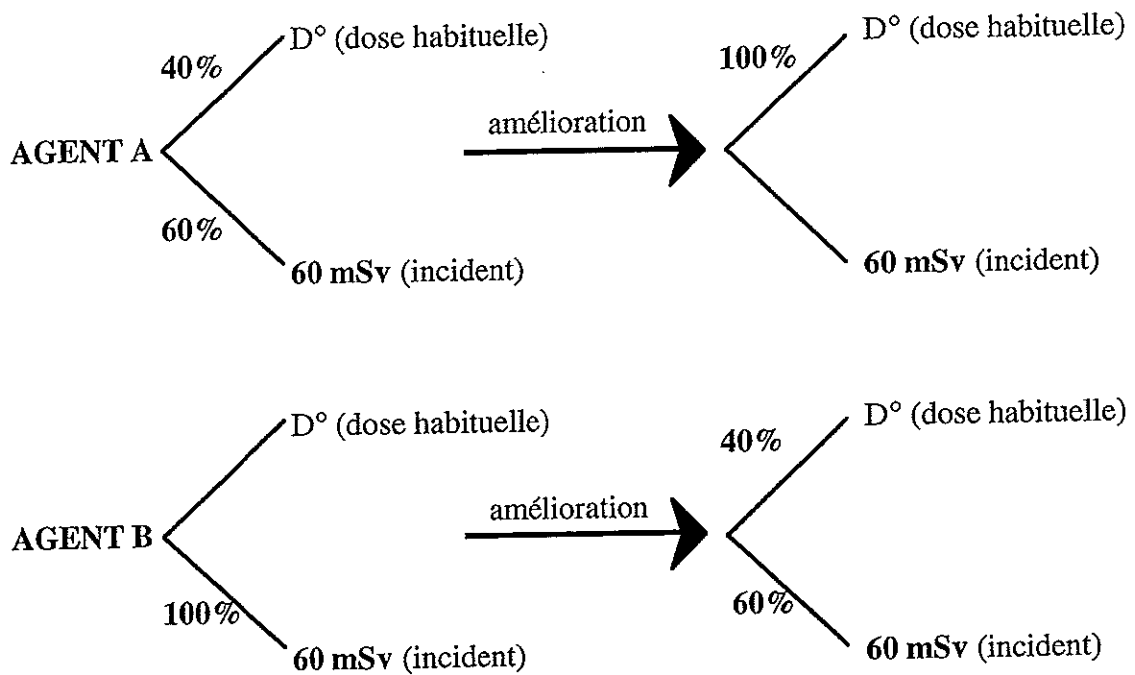 D° (dose habituelle)
40%
AGENT A
60%
60 mSv (incident)
amélioration
D° (dose habituelle)
100%
60 mSv (incident)
D° (dose habituelle)
AGENT B
100%
60 mSv (incident)
amélioration
D° (dose habituelle)
40%
60%
60 mSv (incident)